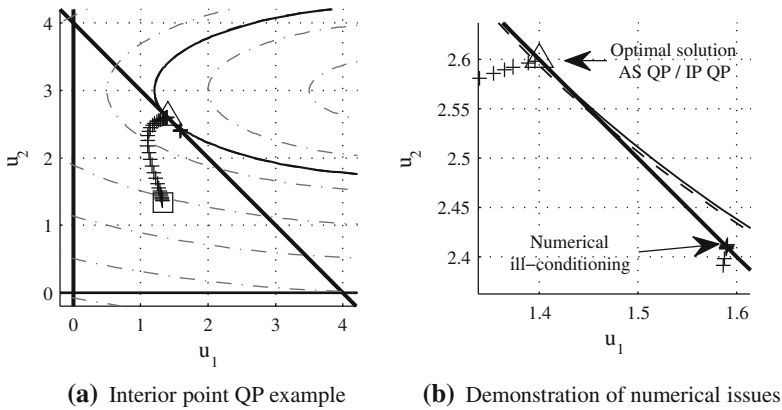 4
3
2
1
0
u2
0
1
2
3
4
u1
2.6
2.55
2.5
2.45
2.4
u2
Optimal solution
AS QP / IP QP
Numerical
ill−conditioning
1.4
1.5
1.6
u1
(a) Interior point QP example
(b) Demonstration of numerical issues